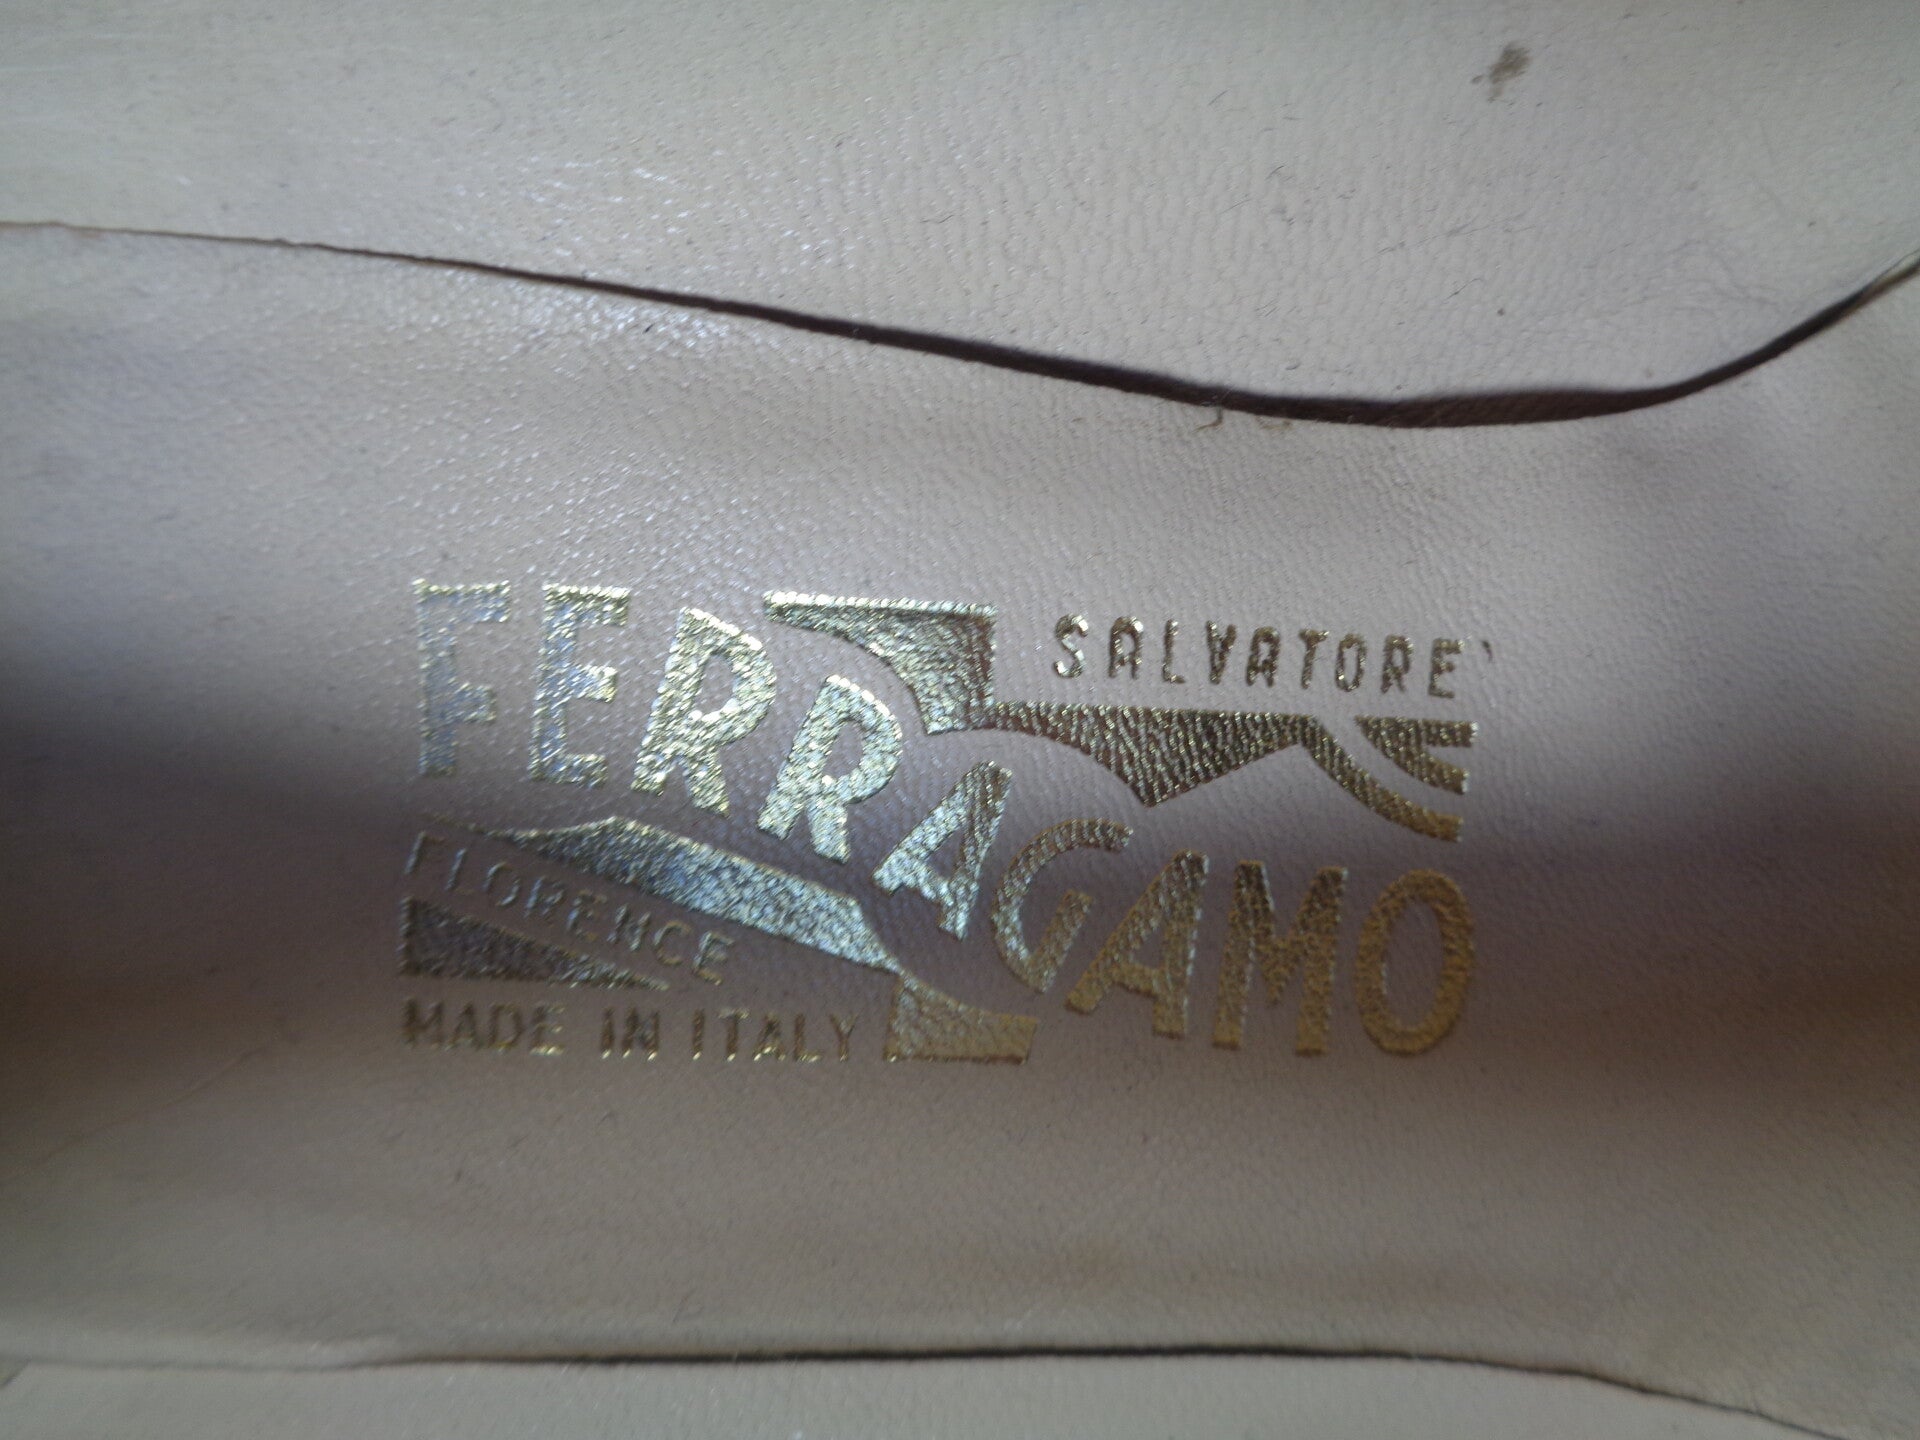 SALVATORE
FERRAGAMO
FLORENCE
MADE IN ITALY